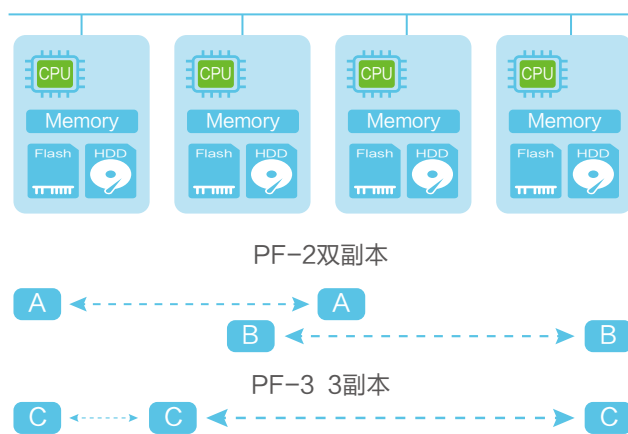 CPU CPU CPU CPU
Memory Memory Memory Memory
Flash HDD Flash HDD Flash HDD Flash HDD
PF-2双副本
A A
B B
PF-3 3副本
C C C